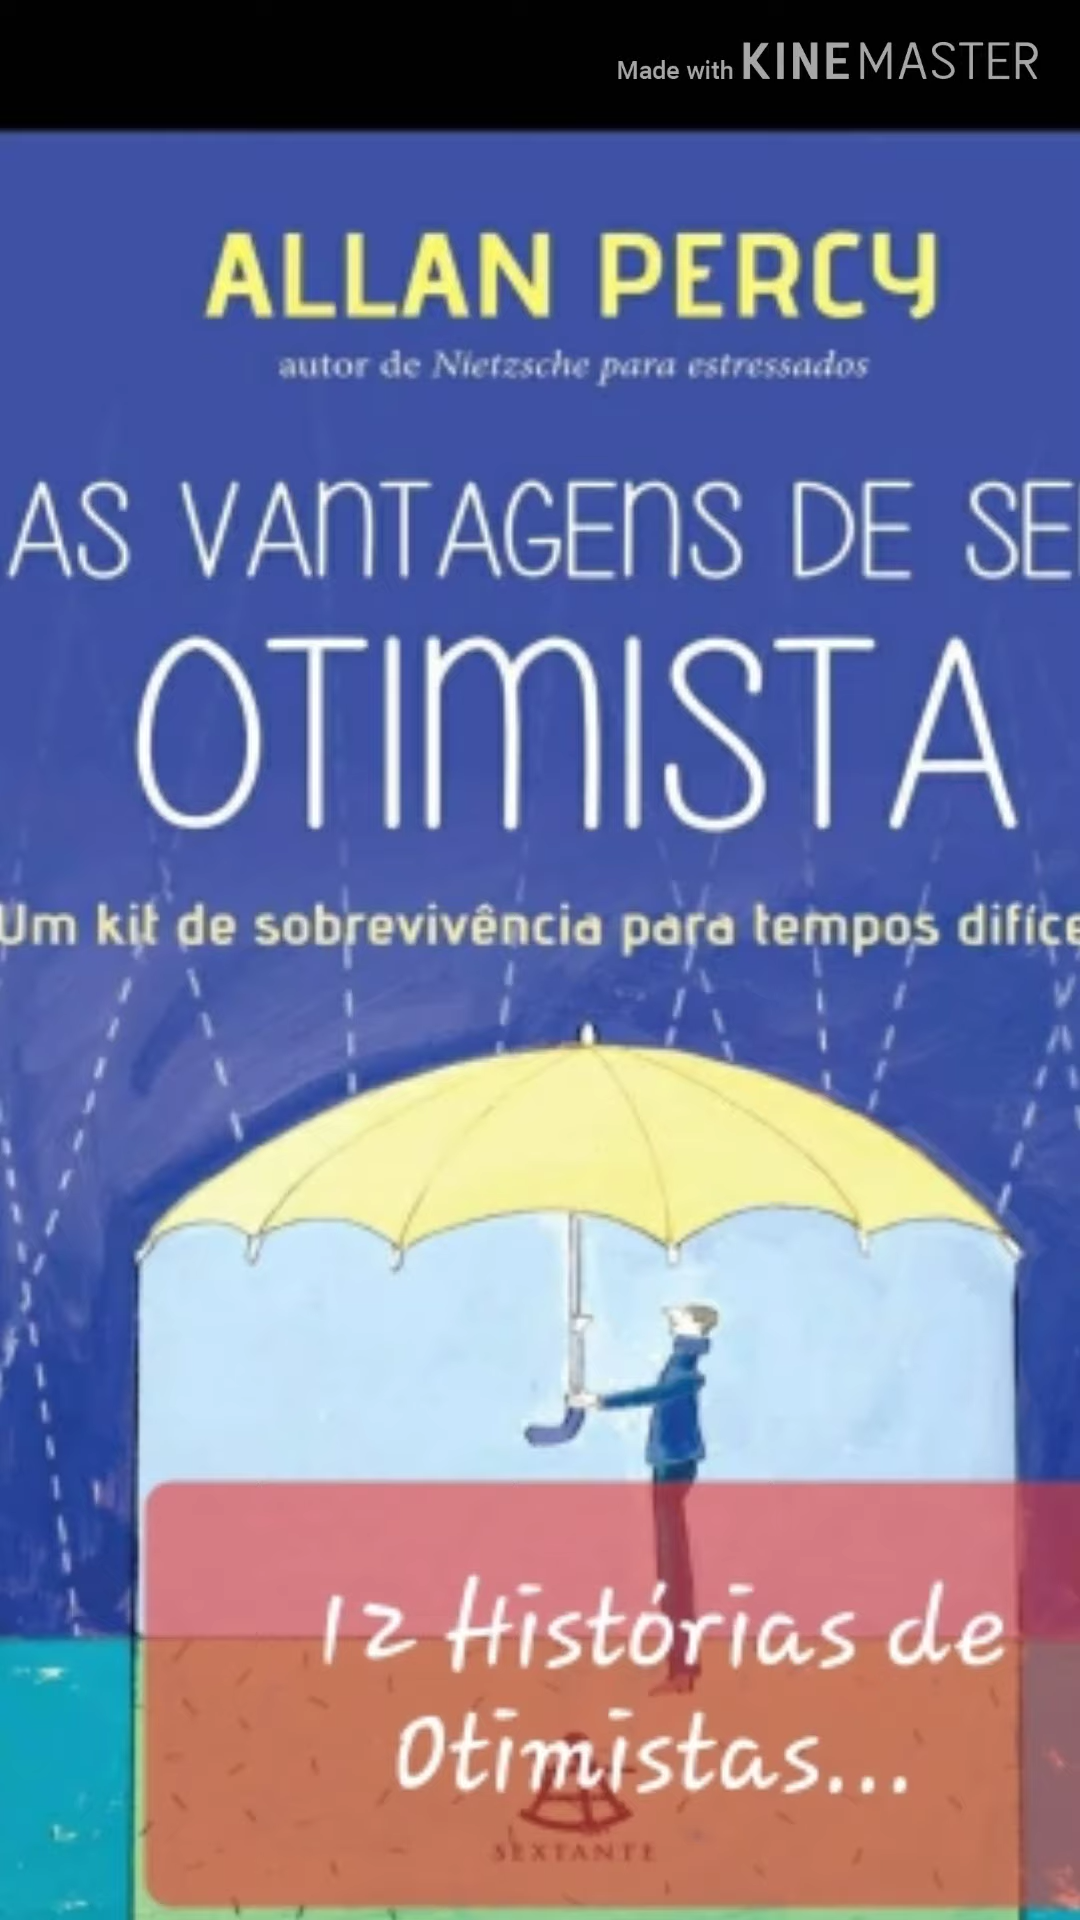 Made with KINEMASTER
ALLAN PERCY
autor de Nietzsche para estressados
AS VANTAGENS DE SE
OTIMISTA
Um kit de sobrevivência para tempos difíce
12 Histórias de
Otimistas...
SEXTANTE